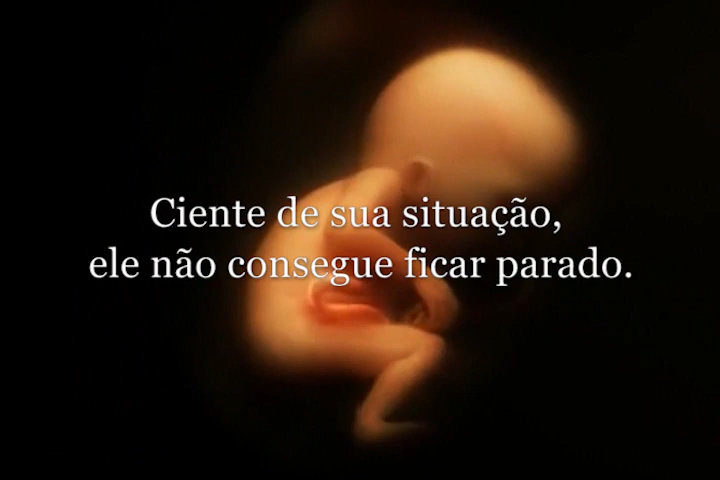 Ciente de sua situação,
ele não consegue ficar parado.